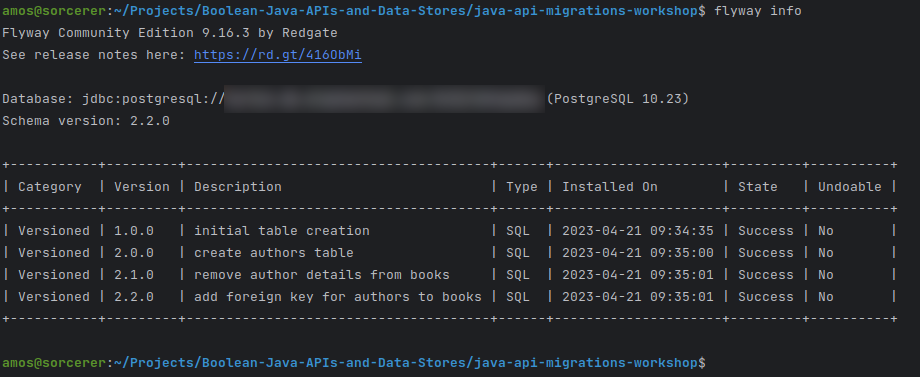 amos@sorcerer:~/Projects/Boolean-Java-APIs-and-Data-Stores/java-api-migrations-workshop$ flyway info
Flyway Community Edition 9.16.3 by Redgate
See release notes here: https://rd.gt/416ObMi
Database: jdbc:postgresql:// (PostgreSQL 10.23)
Schema version: 2.2.0
+-----------+---------+--------------------------------------+------+---------------------+---------+----------+
| Category  | Version | Description                          | Type | Installed On        | State   | Undoable |
+-----------+---------+--------------------------------------+------+---------------------+---------+----------+
| Versioned | 1.0.0   | initial table creation               | SQL  | 2023-04-21 09:34:35 | Success | No       |
| Versioned | 2.0.0   | create authors table                 | SQL  | 2023-04-21 09:35:00 | Success | No       |
| Versioned | 2.1.0   | remove author details from books     | SQL  | 2023-04-21 09:35:01 | Success | No       |
| Versioned | 2.2.0   | add foreign key for authors to books | SQL  | 2023-04-21 09:35:01 | Success | No       |
+-----------+---------+--------------------------------------+------+---------------------+---------+----------+
amos@sorcerer:~/Projects/Boolean-Java-APIs-and-Data-Stores/java-api-migrations-workshop$